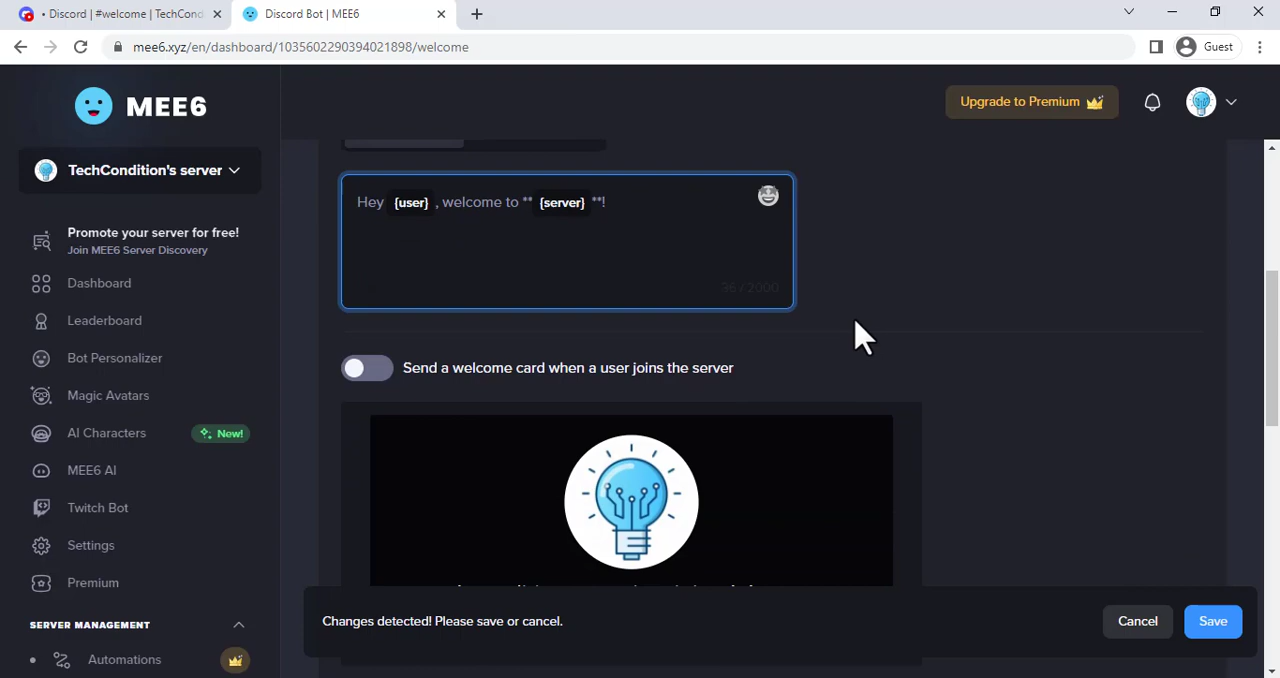 • Discord | #welcome | TechCondi
Discord Bot | MEE6
mee6.xyz/en/dashboard/1035602290394021898/welcome
Guest
MEE6
Upgrade to Premium
TechCondition's server
Promote your server for free!
Join MEE6 Server Discovery
Dashboard
Leaderboard
Bot Personalizer
Magic Avatars
AI Characters
New!
MEE6 AI
Twitch Bot
Settings
Premium
SERVER MANAGEMENT
Automations
Hey {user} , welcome to ** {server} **!
36 / 2000
Send a welcome card when a user joins the server
Changes detected! Please save or cancel.
Cancel
Save